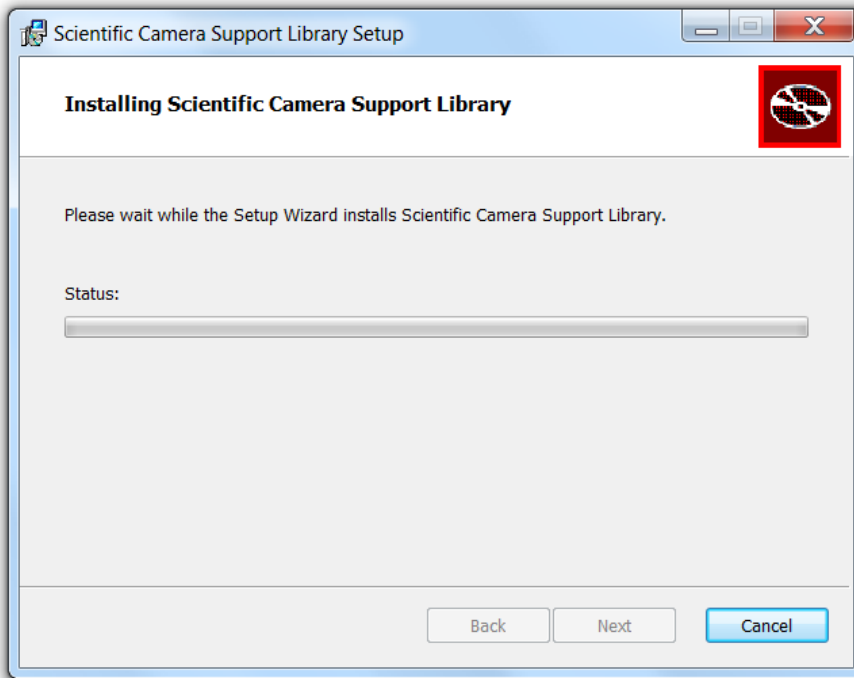 Scientific Camera Support Library Setup
Installing Scientific Camera Support Library
Please wait while the Setup Wizard installs Scientific Camera Support Library.
Status:
Back Next Cancel